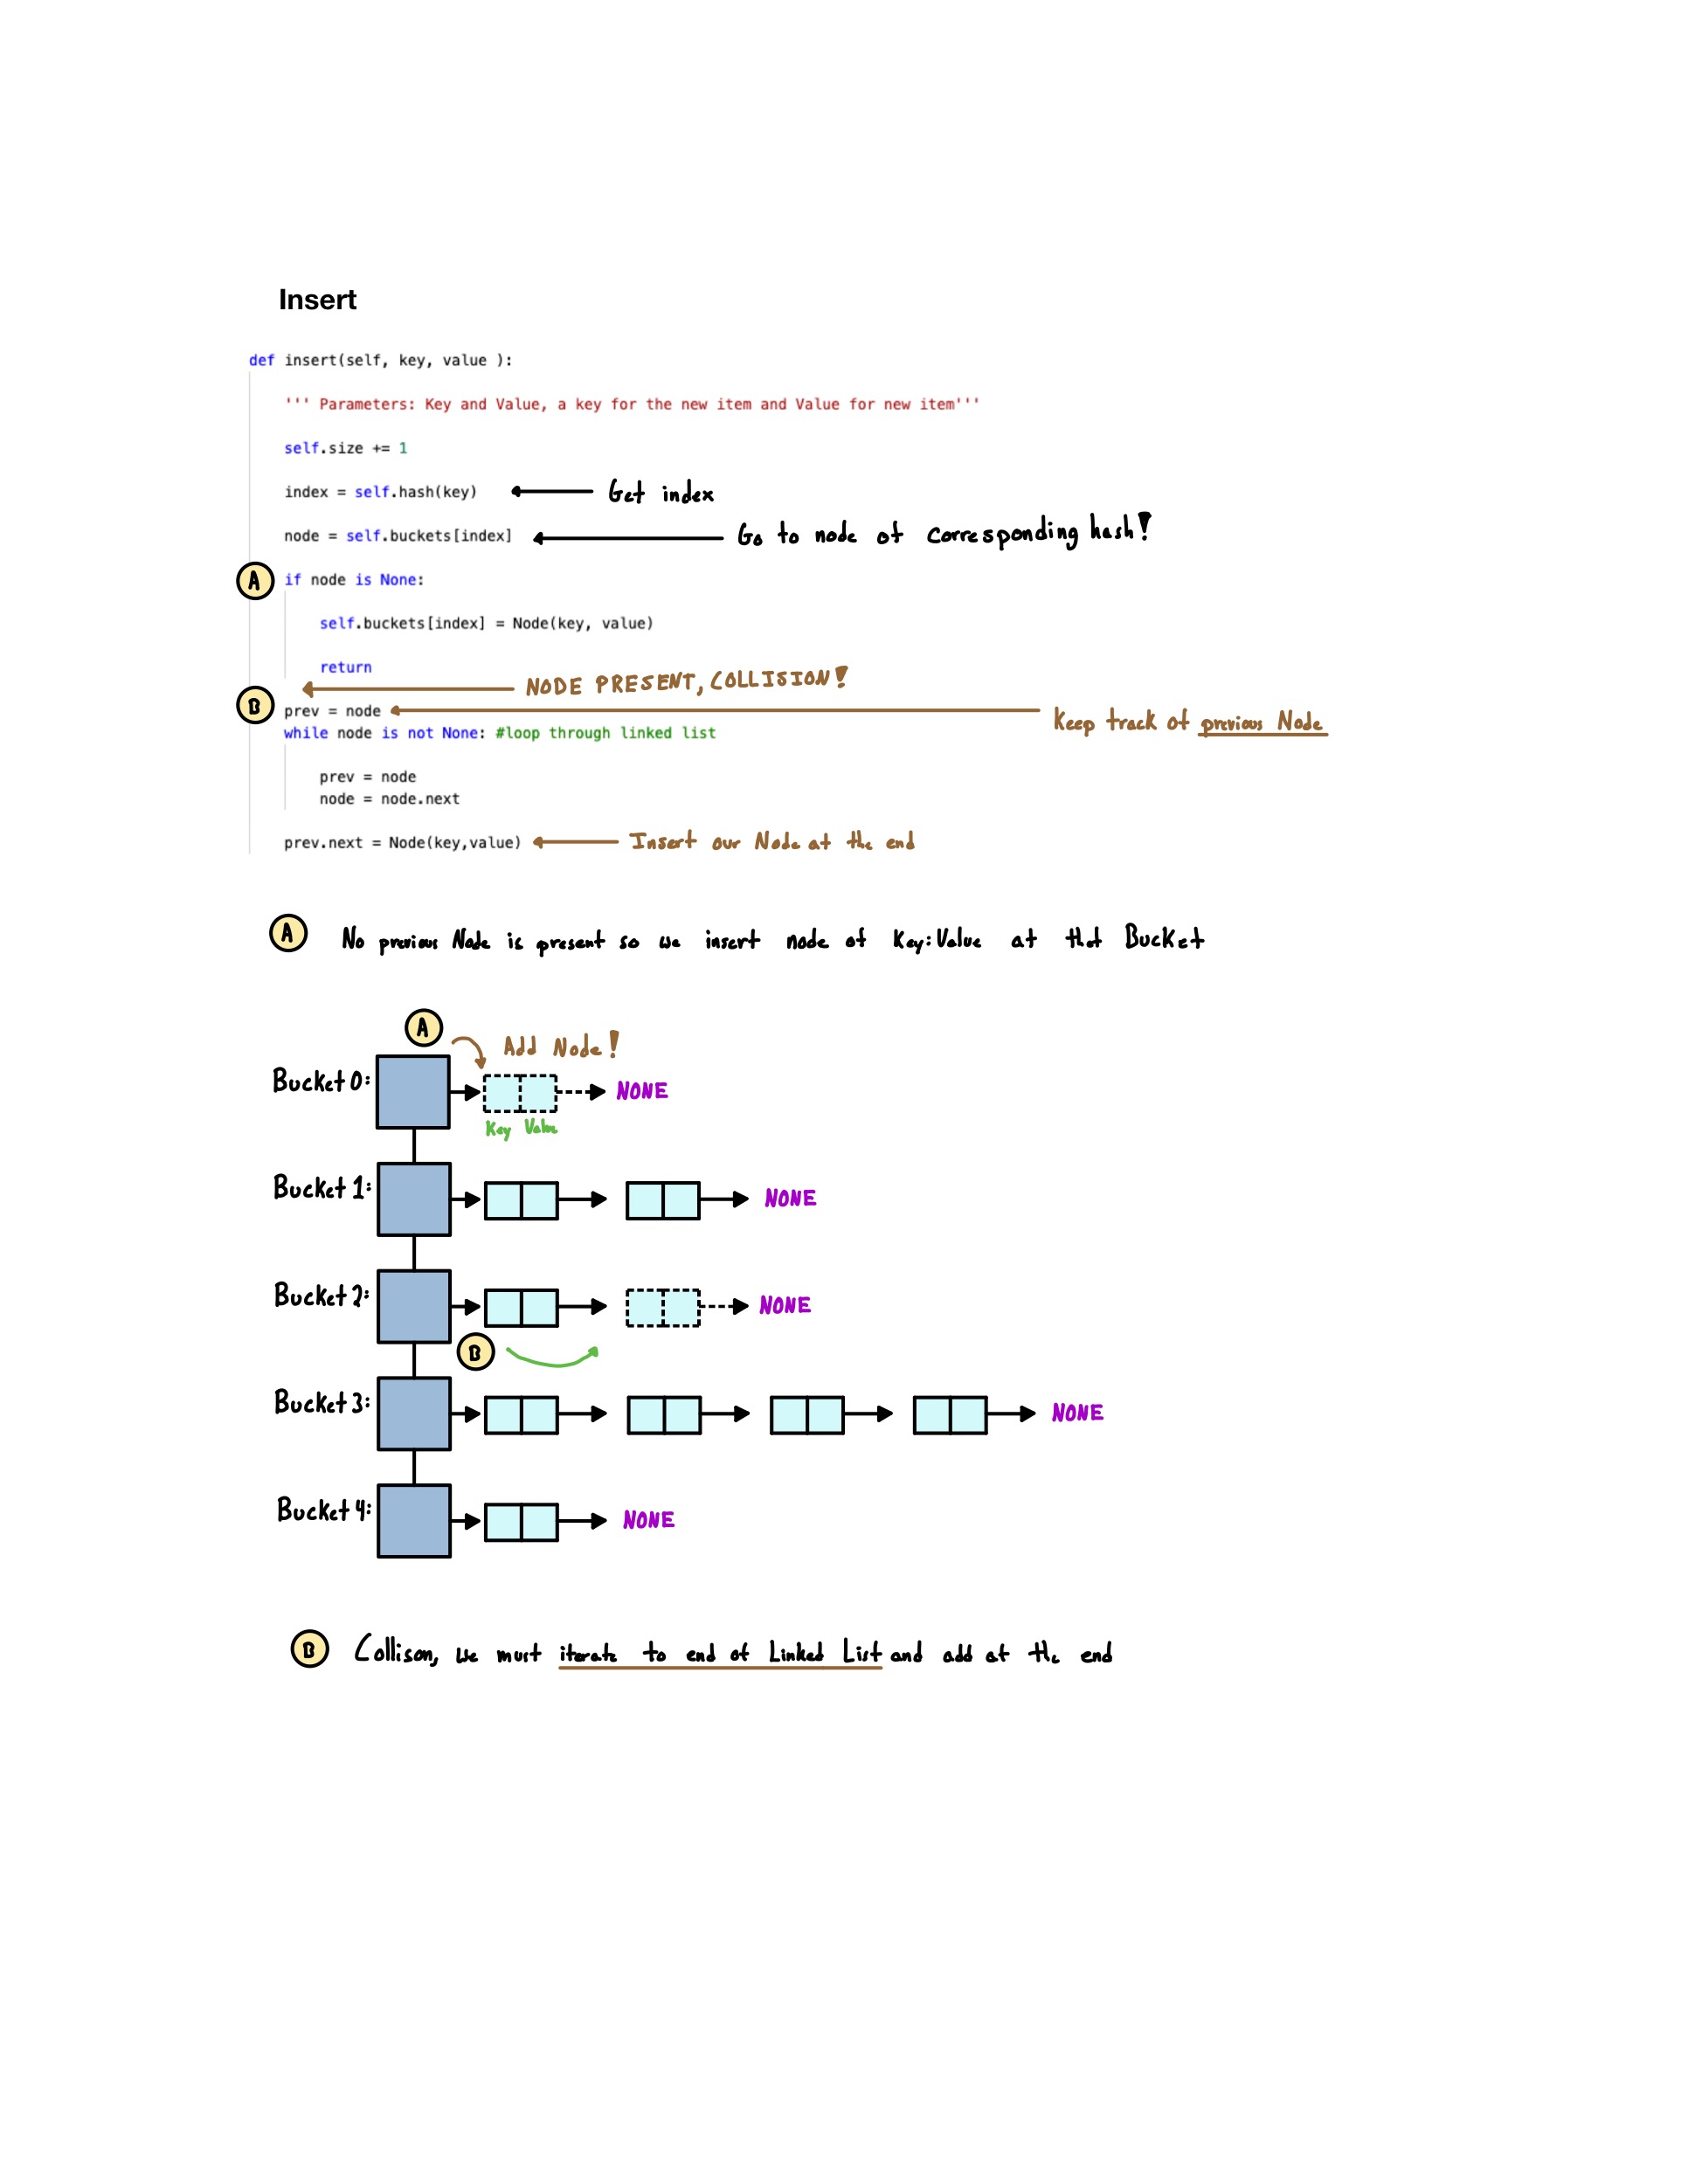 Insert
def insert(self, key, value ):
''' Parameters: Key and Value, a key for the new item and Value for new item'''
self.size += 1
index = self.hash(key) Get index
node = self.buckets[index] Go to node of corresponding hash!
A if node is None:
self.buckets[index] = Node(key, value)
return
NODE PRESENT, COLLISION!
B prev = node Keep track of previous Node
while node is not None: #loop through linked list
prev = node
node = node.next
prev.next = Node(key,value) Insert our Node at the end
A No previous Node is present so we insert node of Key:Value at that Bucket
A
Add Node!
Bucket 0: NONE
Key Value
Bucket 1: NONE
Bucket 2: NONE
B
Bucket 3: NONE
Bucket 4: NONE
B Collison, we must iterate to end of Linked List and add at the end